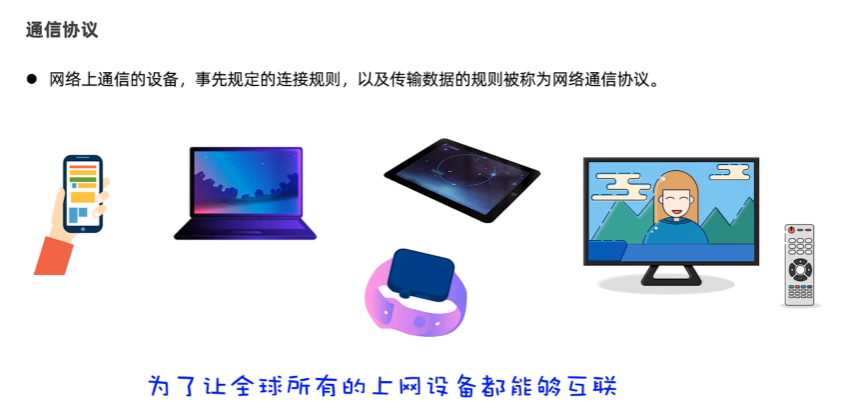 通信协议
● 网络上通信的设备，事先规定的连接规则，以及传输数据的规则被称为网络通信协议。
为了让全球所有的上网设备都能够互联